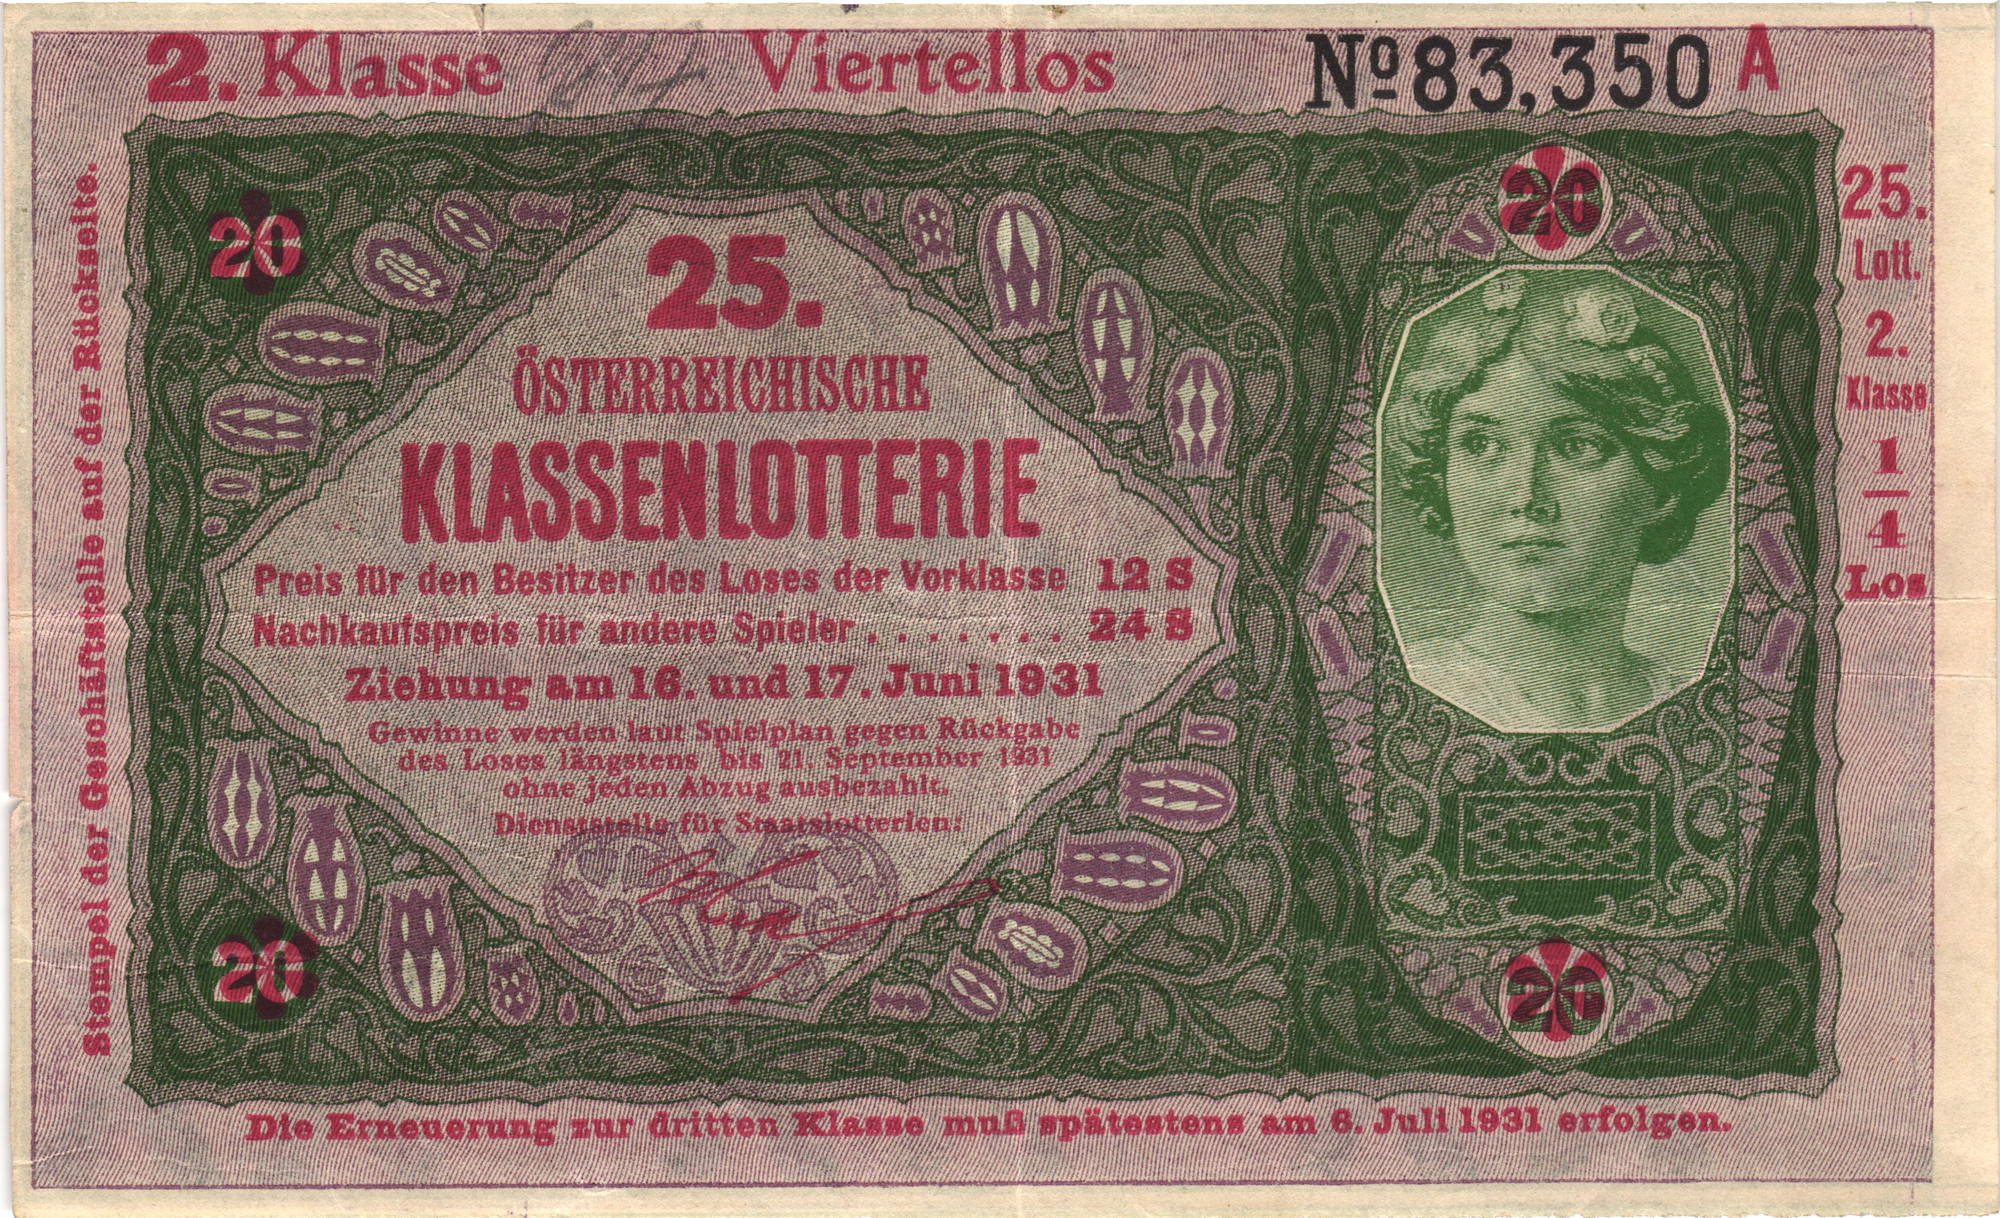 2. Klasse Viertellos Nº 83,350 A
20
20
25.
ÖSTERREICHISCHE
KLASSENLOTTERIE
Preis für den Besitzer des Loses der Vorklasse 12 S
Nachkaufspreis für andere Spieler . . . . . . . 24 S
Ziehung am 16. und 17. Juni 1931
Gewinne werden laut Spielplan gegen Rückgabe
des Loses längstens bis 21. September 1931
ohne jeden Abzug ausbezahlt.
Dienststelle für Staatslotterien:
20
20
Die Erneuerung zur dritten Klasse muß spätestens am 6. Juli 1931 erfolgen.
Stempel der Geschäftstelle auf der Rückseite.
25.
Lott.
2.
Klasse
1/4
Los